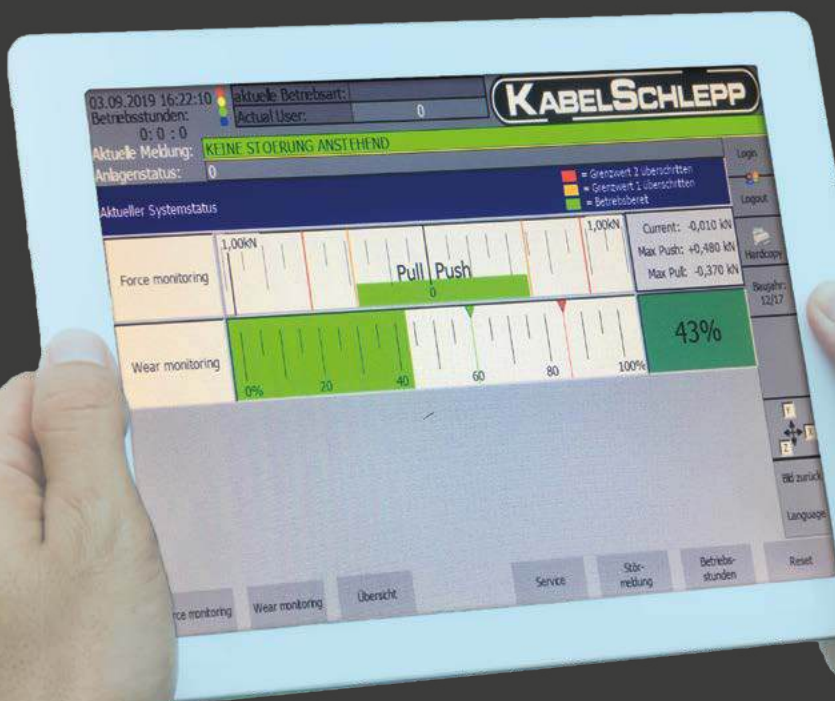 03.09.2019 16:22:10
aktuelle Betriebsart:
Betriebsstunden:
Actual User: 0
0: 0 : 0
KABELSCHLEPP
Aktuelle Meldung: KEINE STOERUNG ANSTEHEND
Anlagenstatus: 0
Login
Aktueller Systemstatus
= Grenzwert 2 überschritten
= Grenzwert 1 überschritten
= Betriebsbereit
Logout
Force monitoring
1,00kN
Pull Push
0
1,00kN
Current: -0,010 kN
Max Push: +0,480 kN
Max Pull: -0,370 kN
Hardcopy
Baujahr:
12/17
Wear monitoring
0% 20 40 60 80 100%
43%
Y
X
Z
Bild zurück
Language
monitoring
Wear monitoring
Übersicht
Service
Stör-
meldung
Betriebs-
stunden
Reset